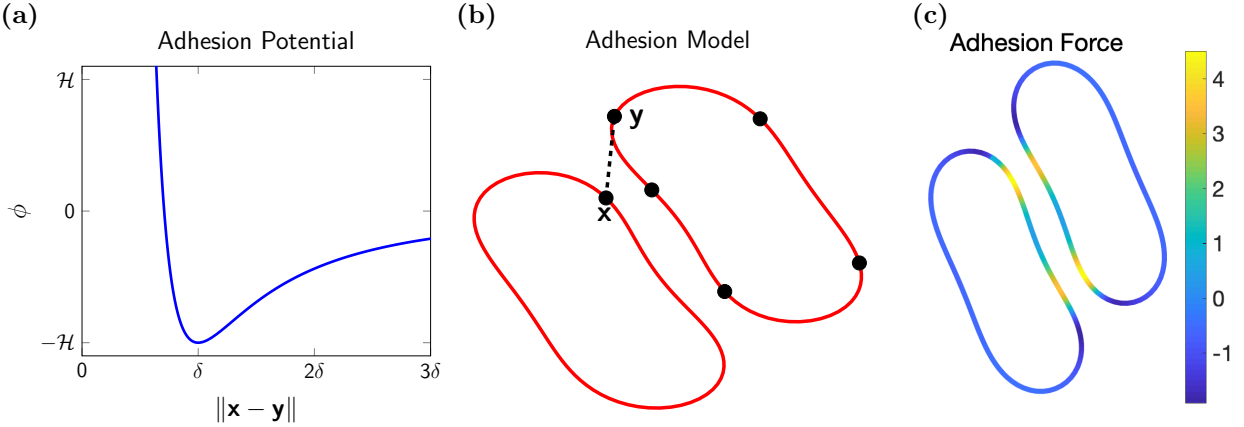 (a)
Adhesion Potential
ℋ
0
−ℋ
ϕ
0 δ 2δ 3δ
‖x − y‖
(b)
Adhesion Model
y
x
(c)
Adhesion Force
4
3
2
1
0
-1